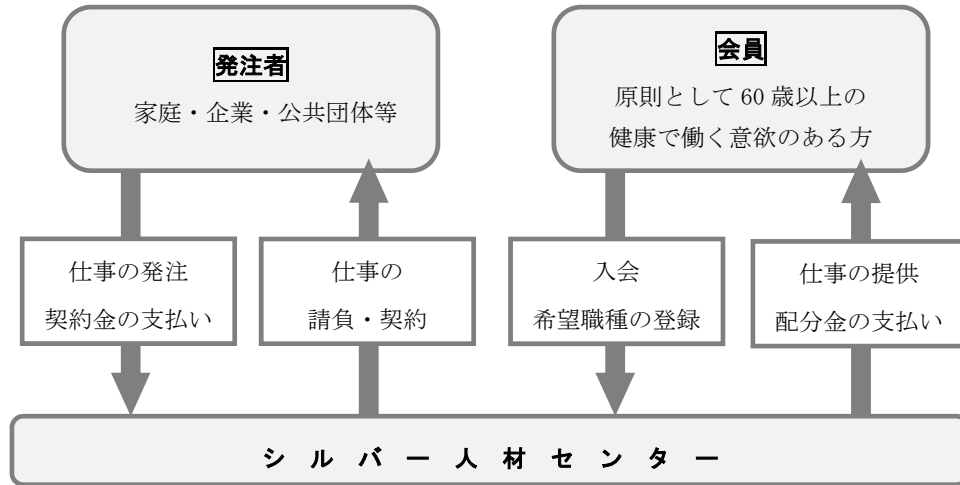 発注者
家庭・企業・公共団体等
会員
原則として 60 歳以上の
健康で働く意欲のある方
仕事の発注
契約金の支払い
仕事の
請負・契約
入会
希望職種の登録
仕事の提供
配分金の支払い
シ ル バ ー 人 材 セ ン タ ー